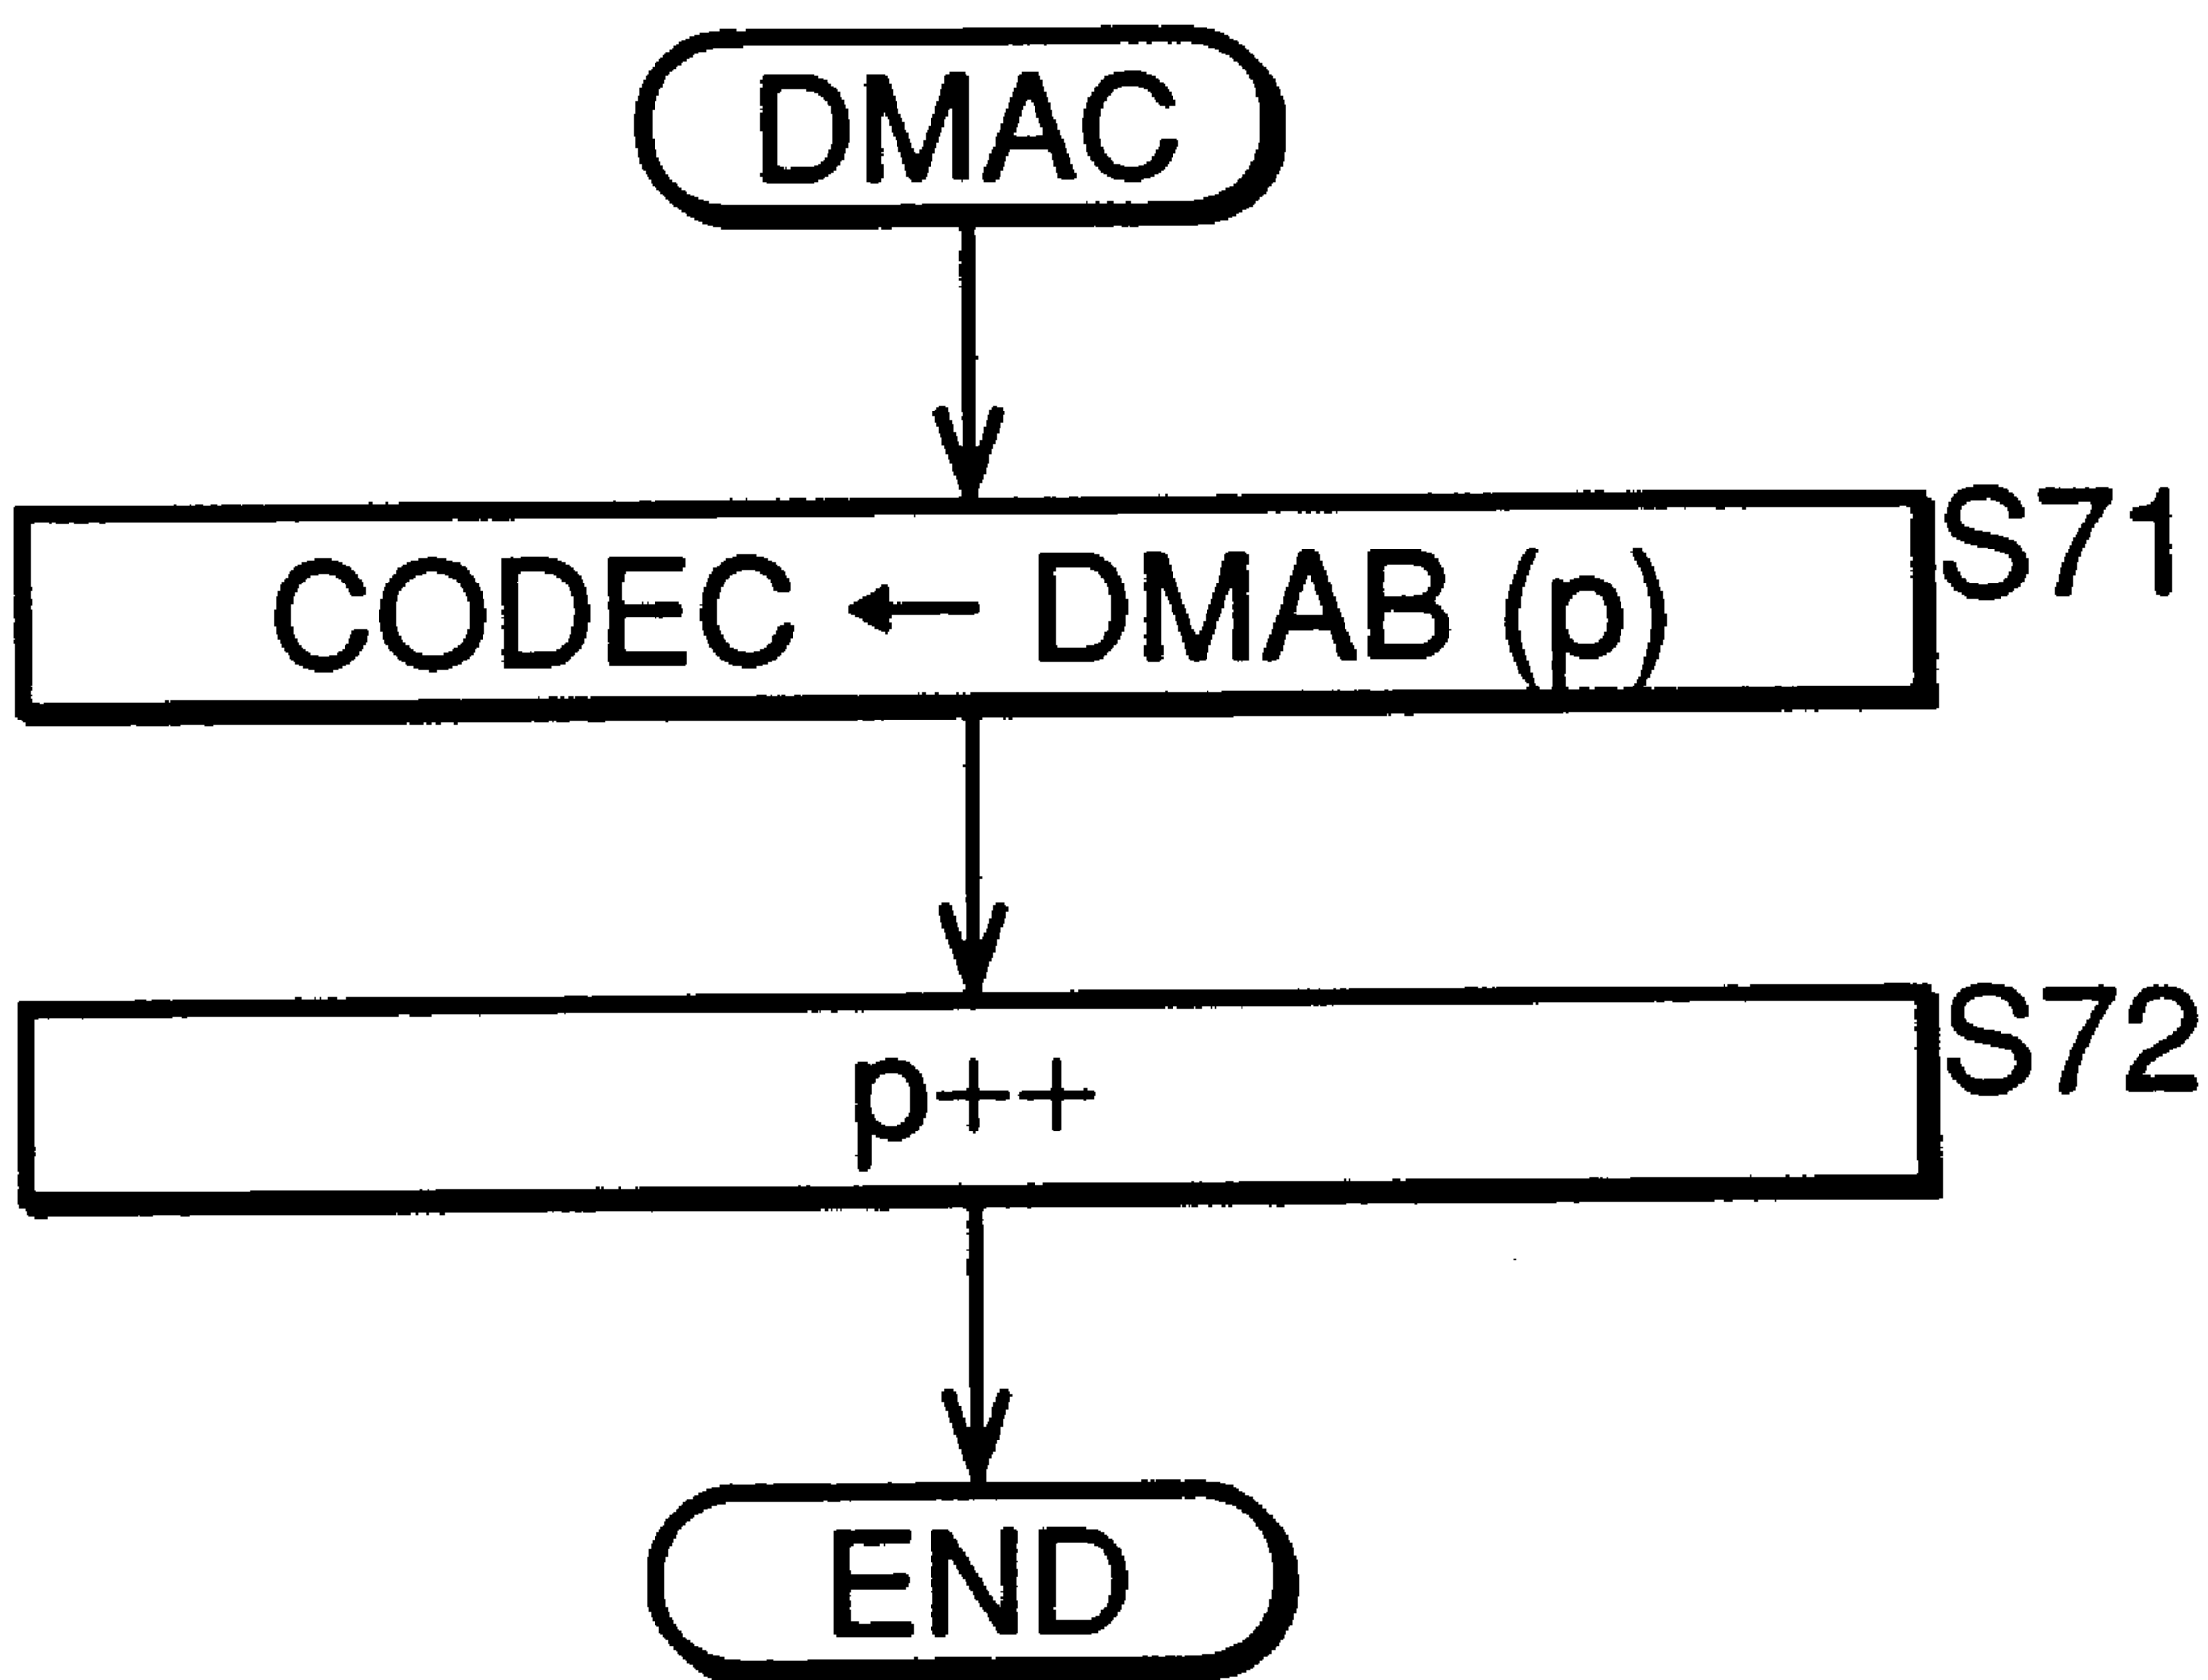 DMAC
S71
CODEC ← DMAB (p)
S72
p++
END